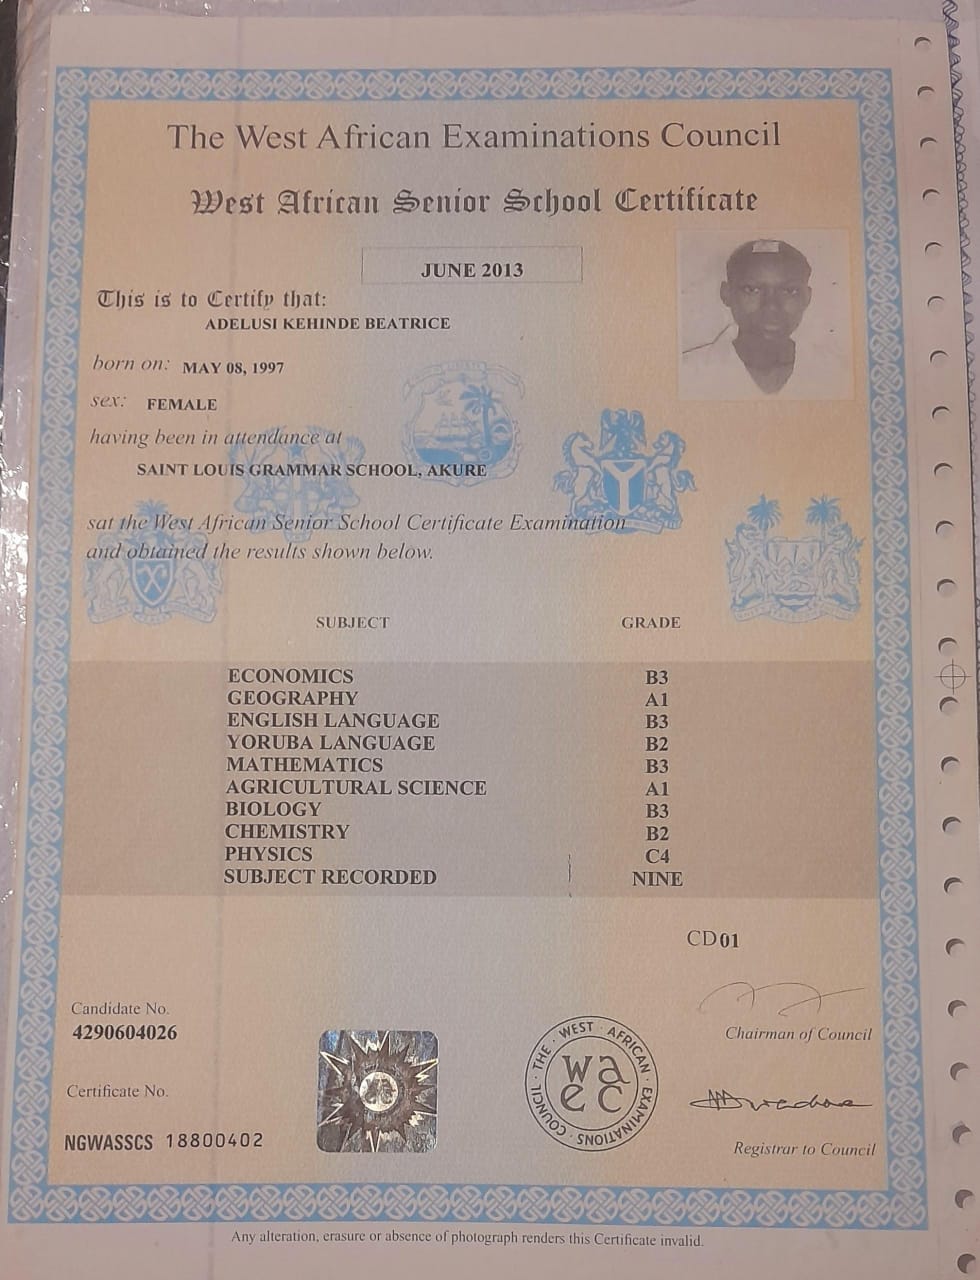 The West African Examinations Council
West African Senior School Certificate
JUNE 2013
This is to Certify that:
ADELUSI KEHINDE BEATRICE
born on: MAY 08, 1997
sex: FEMALE
having been in attendance at
SAINT LOUIS GRAMMAR SCHOOL, AKURE
sat the West African Senior School Certificate Examination
and obtained the results shown below.
SUBJECT GRADE
ECONOMICS B3
GEOGRAPHY A1
ENGLISH LANGUAGE B3
YORUBA LANGUAGE B2
MATHEMATICS B3
AGRICULTURAL SCIENCE A1
BIOLOGY B3
CHEMISTRY B2
PHYSICS C4
SUBJECT RECORDED NINE
CD01
Candidate No.
4290604026
Chairman of Council
Certificate No.
NGWASSCS 18800402
THE · WEST · AFRICAN · EXAMINATIONS · COUNCIL
waec
Registrar to Council
Any alteration, erasure or absence of photograph renders this Certificate invalid.